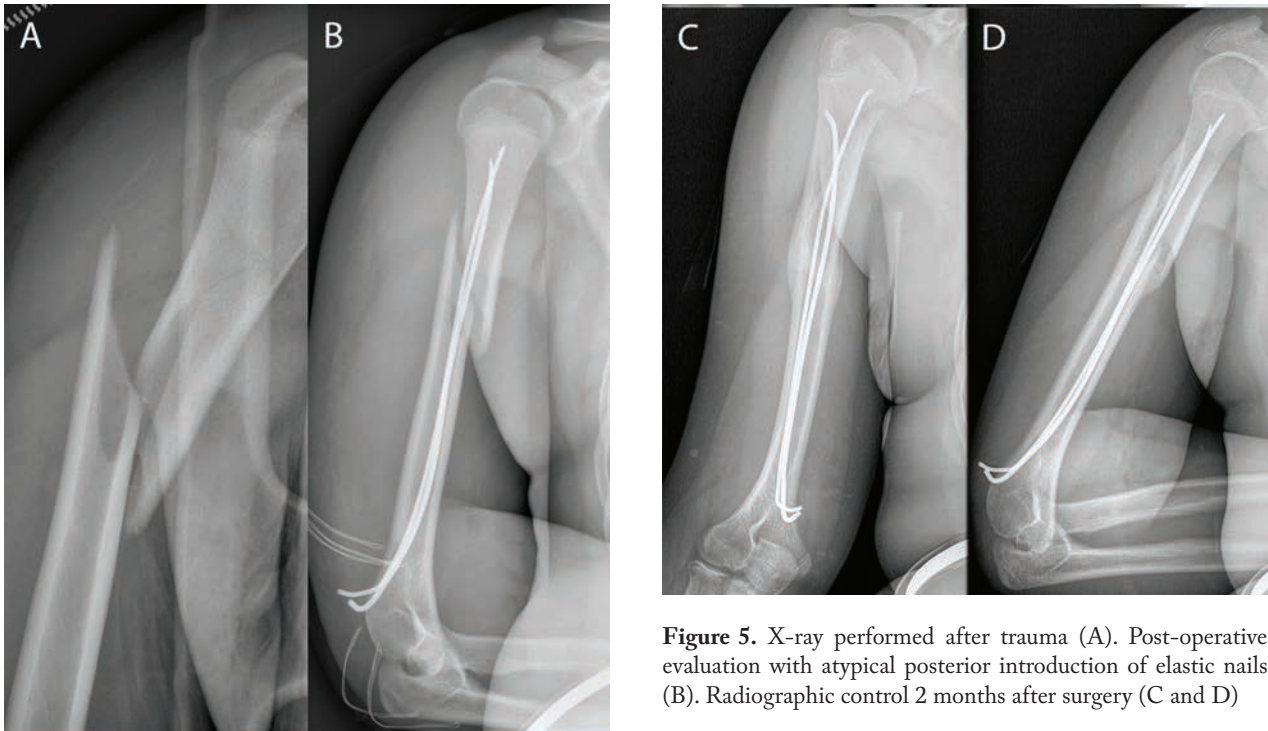 A
B
C
D
Figure 5. X-ray performed after trauma (A). Post-operative
evaluation with atypical posterior introduction of elastic nails
(B). Radiographic control 2 months after surgery (C and D)